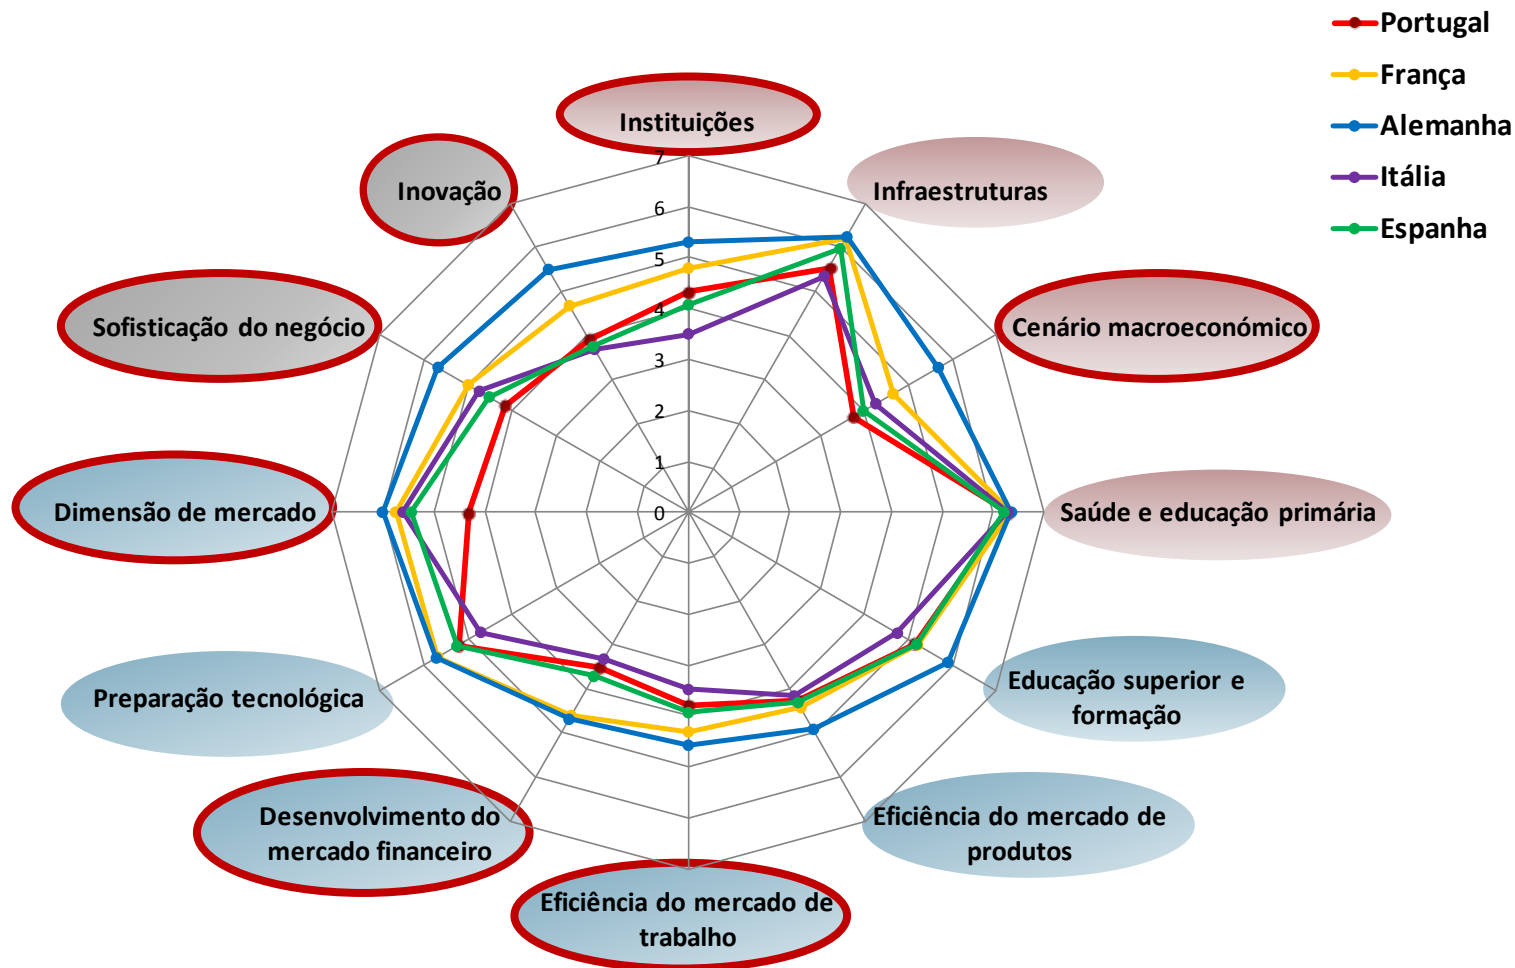 Portugal
França
Alemanha
Itália
Espanha
Instituições
Infraestruturas
Cenário macroeconómico
Saúde e educação primária
Educação superior e
formação
Eficiência do mercado de
produtos
Eficiência do mercado de
trabalho
Desenvolvimento do
mercado financeiro
Preparação tecnológica
Dimensão de mercado
Sofisticação do negócio
Inovação
7
6
5
4
3
2
1
0